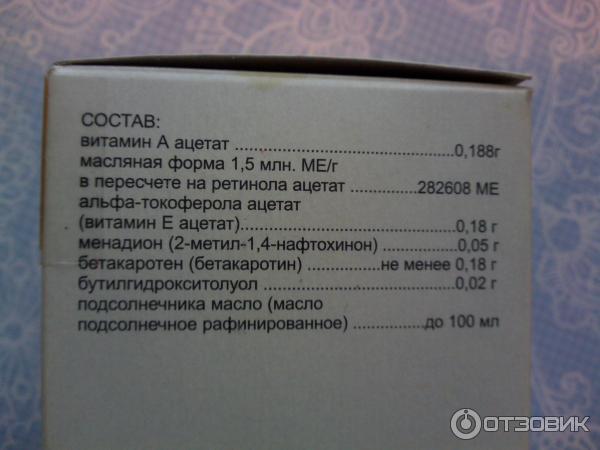 СОСТАВ:
витамин А ацетат ........................................0,188г
масляная форма 1,5 млн. МЕ/г
в пересчете на ретинола ацетат ............282608 МЕ
альфа-токоферола ацетат
(витамин Е ацетат)......................................0,18 г
менадион (2-метил-1,4-нафтохинон) ..............0,05 г
бетакаротен (бетакаротин) .............не менее 0,18 г
бутилгидрокситолуол ....................................0,02 г
подсолнечника масло (масло
подсолнечное рафинированное) .............до 100 мл
ОТЗОВИК